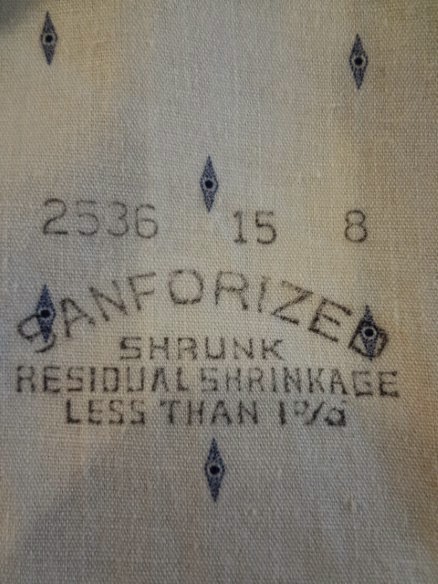 2536 15 8
SANFORIZED
SHRUNK
RESIDUAL SHRINKAGE
LESS THAN 1%